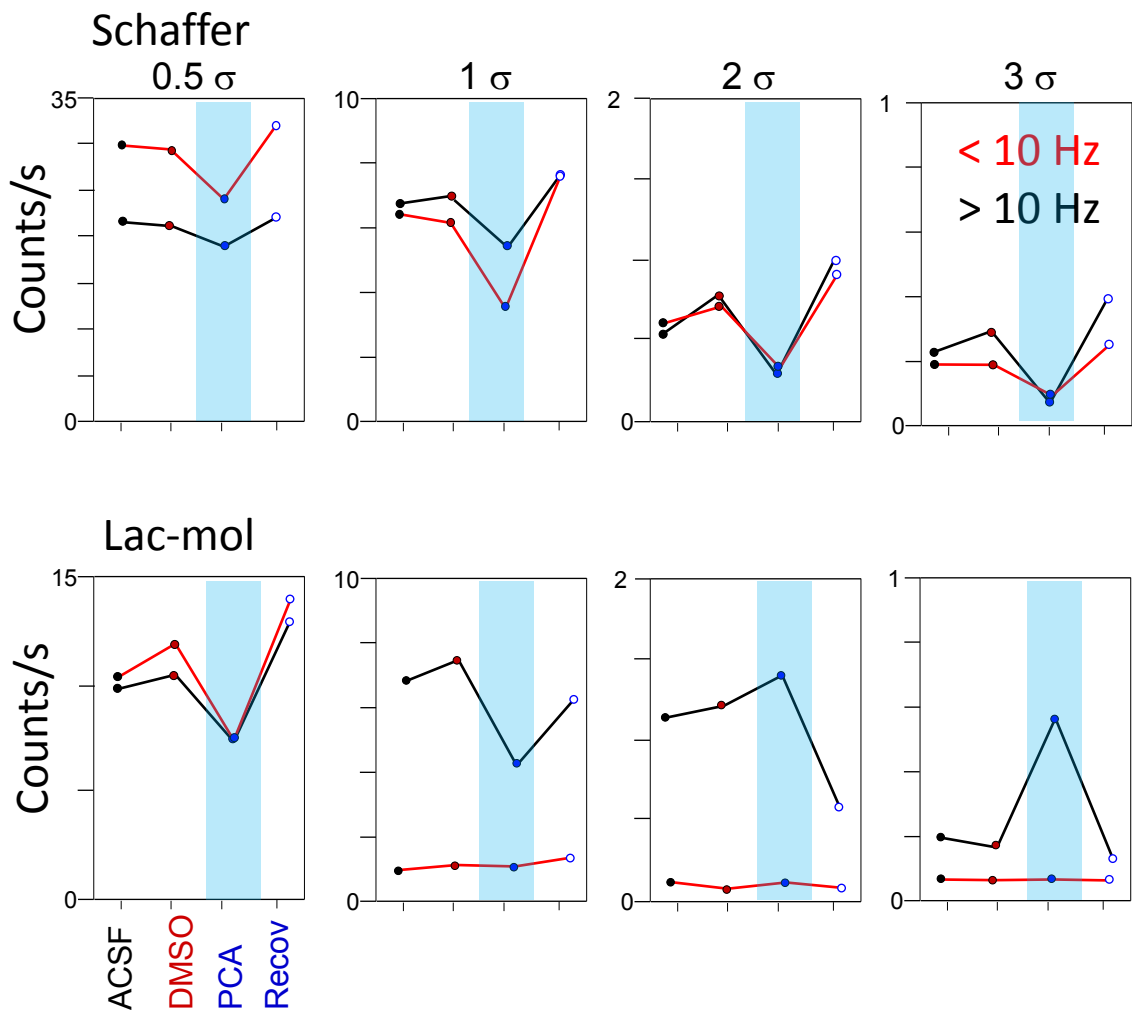 Schaffer
0.5 σ
1 σ
2 σ
3 σ
35
10
2
1
< 10 Hz
> 10 Hz
Counts/s
0
0
0
0
Lac-mol
15
10
2
1
Counts/s
0
0
0
0
ACSF
DMSO
PCA
Recov